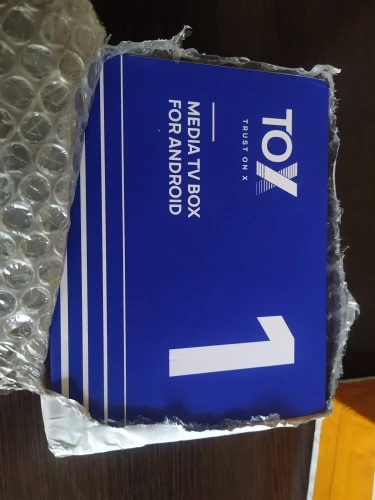 TOX
TRUST ON X
MEDIA TV BOX
FOR ANDROID
1